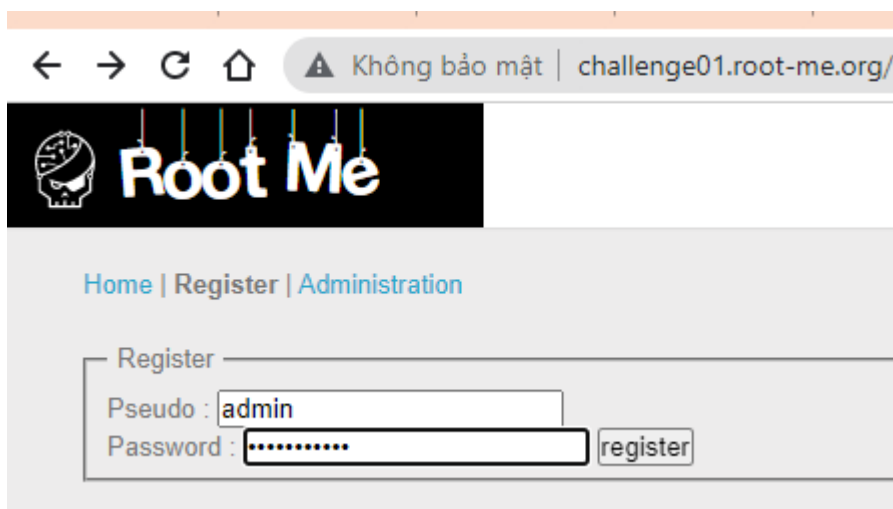 Không bảo mật | challenge01.root-me.org/
Root Me
Home | Register | Administration
Register
Pseudo : admin
Password : ••••••••••• register